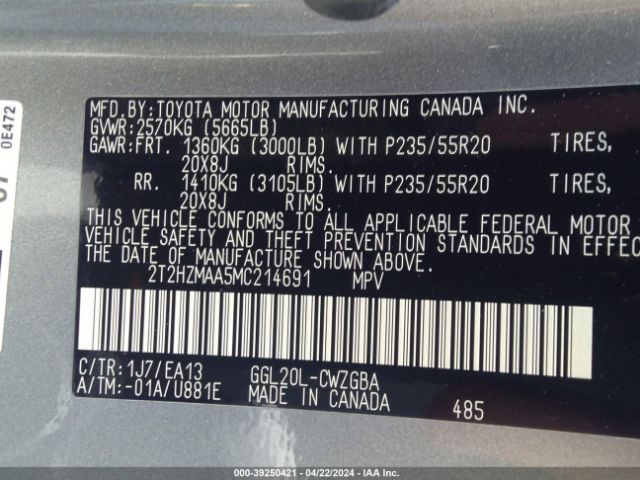 MFD.BY:TOYOTA MOTOR MANUFACTURING CANADA INC.
GVWR:2570KG (5665LB)
GAWR:FRT. 1360KG (3000LB) WITH P235/55R20 TIRES,
20X8J RIMS.
RR. 1410KG (3105LB) WITH P235/55R20 TIRES,
20X8J RIMS.
THIS VEHICLE CONFORMS TO ALL APPLICABLE FEDERAL MOTOR
VEHICLE SAFETY AND THEFT PREVENTION STANDARDS IN EFFEC
THE DATE OF MANUFACTURE SHOWN ABOVE.
2T2HZMAA5MC214691 MPV
C/TR:1J7/EA13 GGL20L-CWZGBA
A/TM:-01A/U881E MADE IN CANADA 485
0E472
000-39250421 - 04/22/2024 - IAA Inc.